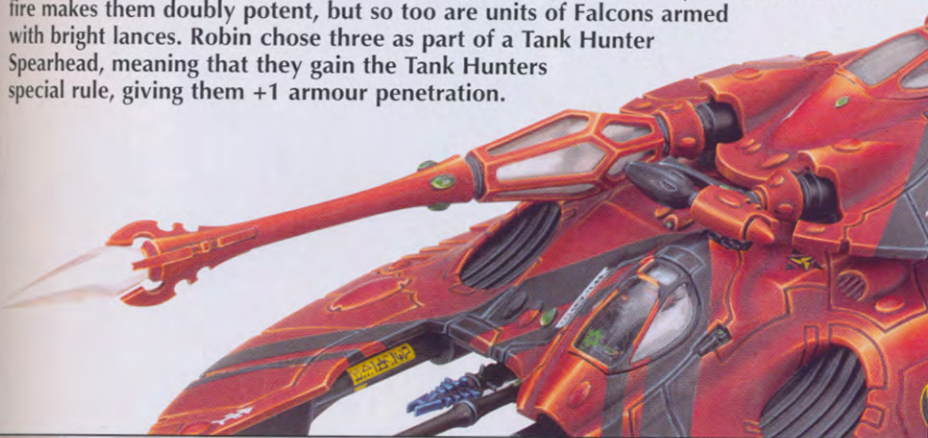 fire makes them doubly potent, but so too are units of Falcons armed
with bright lances. Robin chose three as part of a Tank Hunter
Spearhead, meaning that they gain the Tank Hunters
special rule, giving them +1 armour penetration.